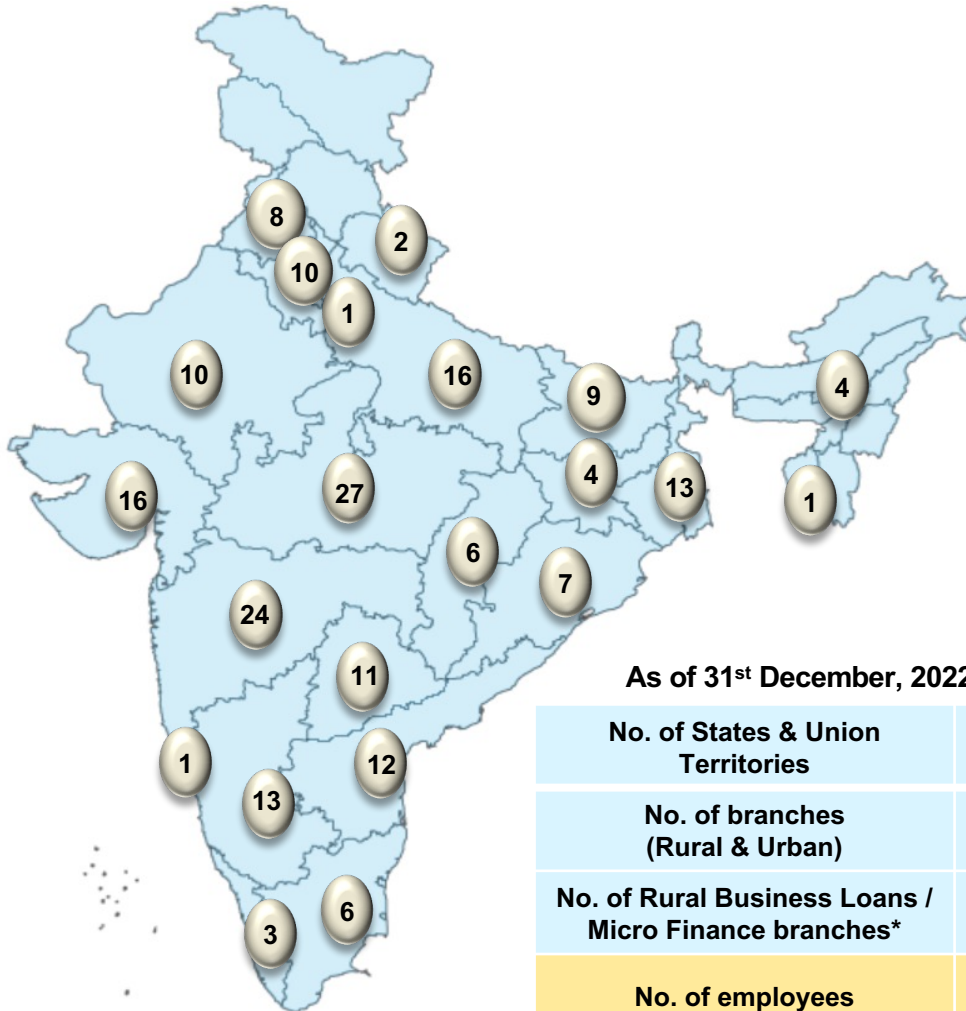 8
2
10
1
10
16
9
4
16
27
4
13
1
6
7
24
11
As of 31st December, 2022
No. of States & Union
Territories
1
12
13
No. of branches
(Rural & Urban)
No. of Rural Business Loans /
Micro Finance branches*
6
3
No. of employees